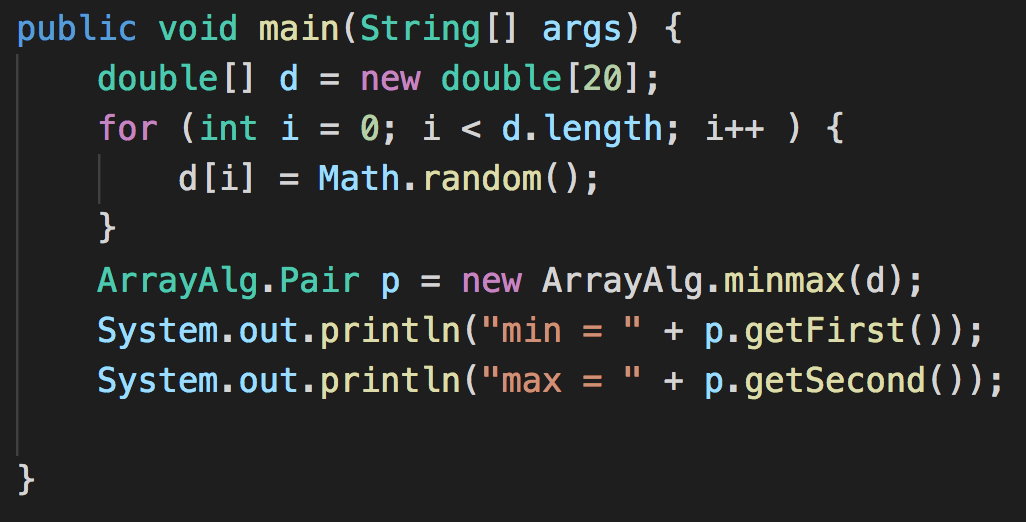 public void main(String[] args) {
    double[] d = new double[20];
    for (int i = 0; i < d.length; i++ ) {
        d[i] = Math.random();
    }
    ArrayAlg.Pair p = new ArrayAlg.minmax(d);
    System.out.println("min = " + p.getFirst());
    System.out.println("max = " + p.getSecond());
}